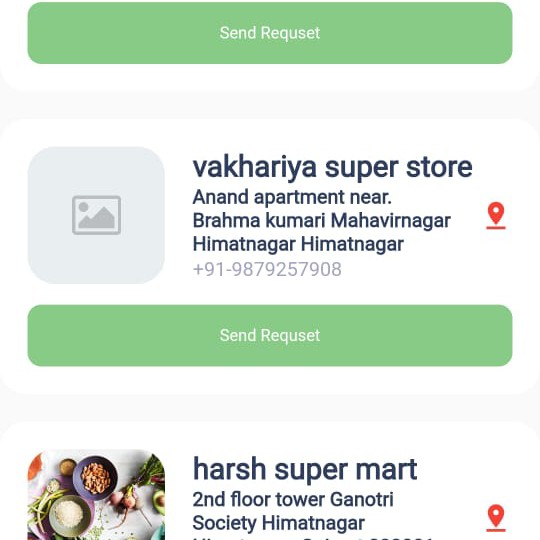 Send Requset
vakhariya super store
Anand apartment near.
Brahma kumari Mahavirnagar
Himatnagar Himatnagar
+91-9879257908
Send Requset
harsh super mart
2nd floor tower Ganotri
Society Himatnagar